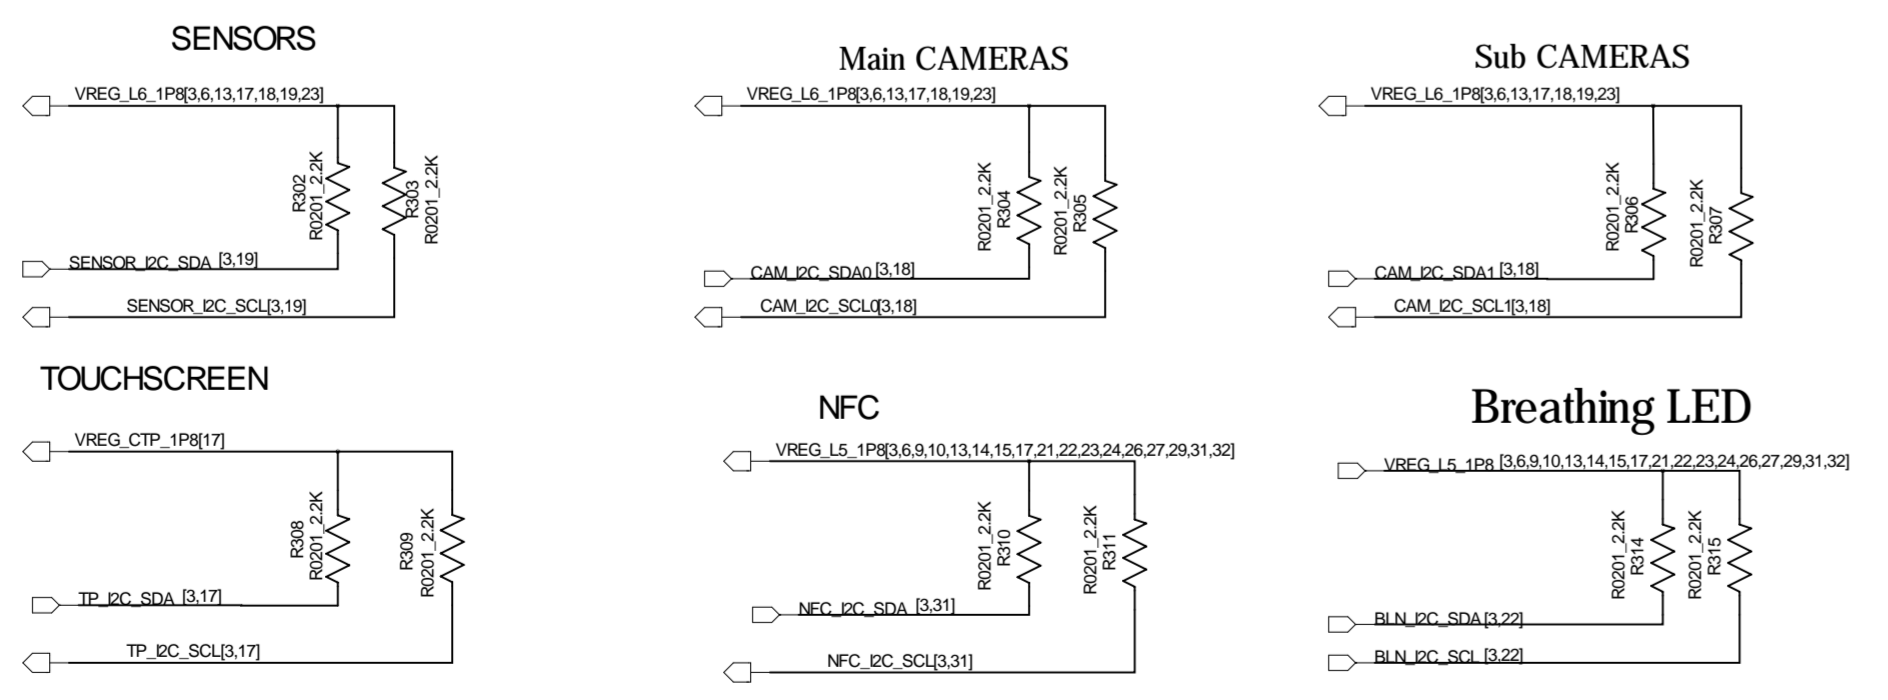 SENSORS
VREG_L6_1P8[3,6,13,17,18,19,23]
R302
R0201_2.2K
R303
R0201_2.2K
SENSOR_I2C_SDA [3,19]
SENSOR_I2C_SCL[3,19]
Main CAMERAS
VREG_L6_1P8[3,6,13,17,18,19,23]
R0201_2.2K
R304
R0201_2.2K
R305
CAM_I2C_SDA0 [3,18]
CAM_I2C_SCL0[3,18]
Sub CAMERAS
VREG_L6_1P8[3,6,13,17,18,19,23]
R0201_2.2K
R306
R0201_2.2K
R307
CAM_I2C_SDA1 [3,18]
CAM_I2C_SCL1[3,18]
TOUCHSCREEN
VREG_CTP_1P8[17]
R308
R0201_2.2K
R309
R0201_2.2K
TP_I2C_SDA [3,17]
TP_I2C_SCL[3,17]
NFC
VREG_L5_1P8[3,6,9,10,13,14,15,17,21,22,23,24,26,27,29,31,32]
R0201_2.2K
R310
R0201_2.2K
R311
NFC_I2C_SDA [3,31]
NFC_I2C_SCL[3,31]
Breathing LED
VREG_L5_1P8 [3,6,9,10,13,14,15,17,21,22,23,24,26,27,29,31,32]
R0201_2.2K
R314
R0201_2.2K
R315
BLN_I2C_SDA [3,22]
BLN_I2C_SCL [3,22]